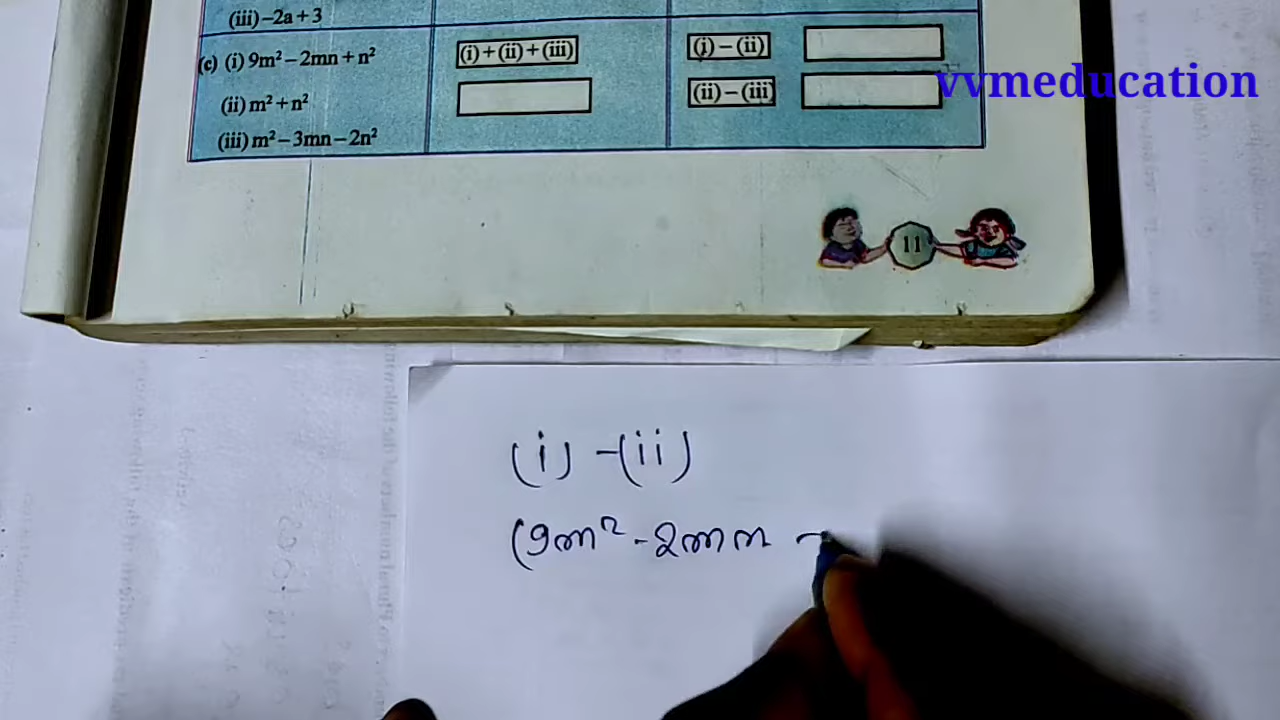 (iii) –2a + 3
(c) (i) 9m² – 2mn + n²
(ii) m² + n²
(iii) m² – 3mn – 2n²
(i) + (ii) + (iii)
(i) – (ii)
(ii) – (iii)
vvmeducation
11
(i) -(ii)
(9m² - 2mn